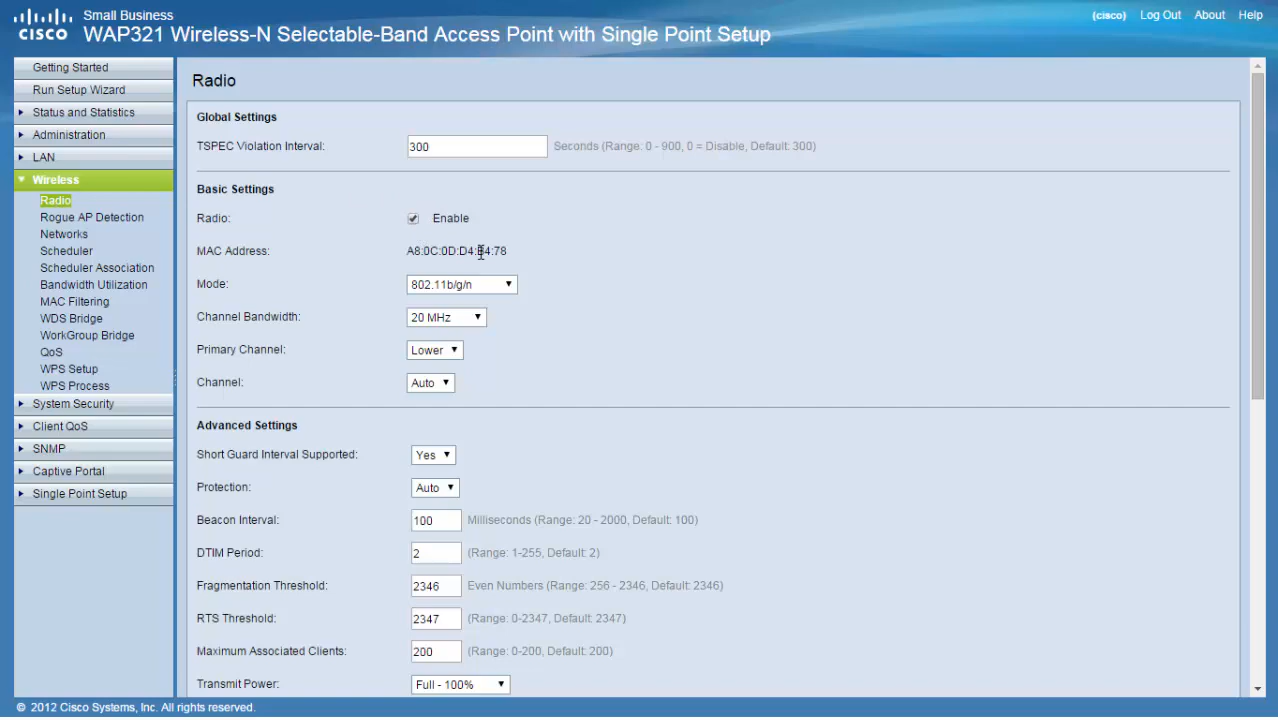 Small Business
cisco WAP321 Wireless-N Selectable-Band Access Point with Single Point Setup
(cisco) Log Out About Help
Getting Started
Run Setup Wizard
Status and Statistics
Administration
LAN
Wireless
Radio
Rogue AP Detection
Networks
Scheduler
Scheduler Association
Bandwidth Utilization
MAC Filtering
WDS Bridge
WorkGroup Bridge
QoS
WPS Setup
WPS Process
System Security
Client QoS
SNMP
Captive Portal
Single Point Setup
Radio
Global Settings
TSPEC Violation Interval: 300 Seconds (Range: 0 - 900, 0 = Disable, Default: 300)
Basic Settings
Radio: Enable
MAC Address:
Mode: 802.11b/g/n
Channel Bandwidth: 20 MHz
Primary Channel: Lower
Channel: Auto
Advanced Settings
Short Guard Interval Supported: Yes
Protection: Auto
Beacon Interval: 100 Milliseconds (Range: 20 - 2000, Default: 100)
DTIM Period: 2 (Range: 1-255, Default: 2)
Fragmentation Threshold: 2346 Even Numbers (Range: 256 - 2346, Default: 2346)
RTS Threshold: 2347 (Range: 0-2347, Default: 2347)
Maximum Associated Clients: 200 (Range: 0-200, Default: 200)
Transmit Power: Full - 100%
© 2012 Cisco Systems, Inc. All rights reserved.